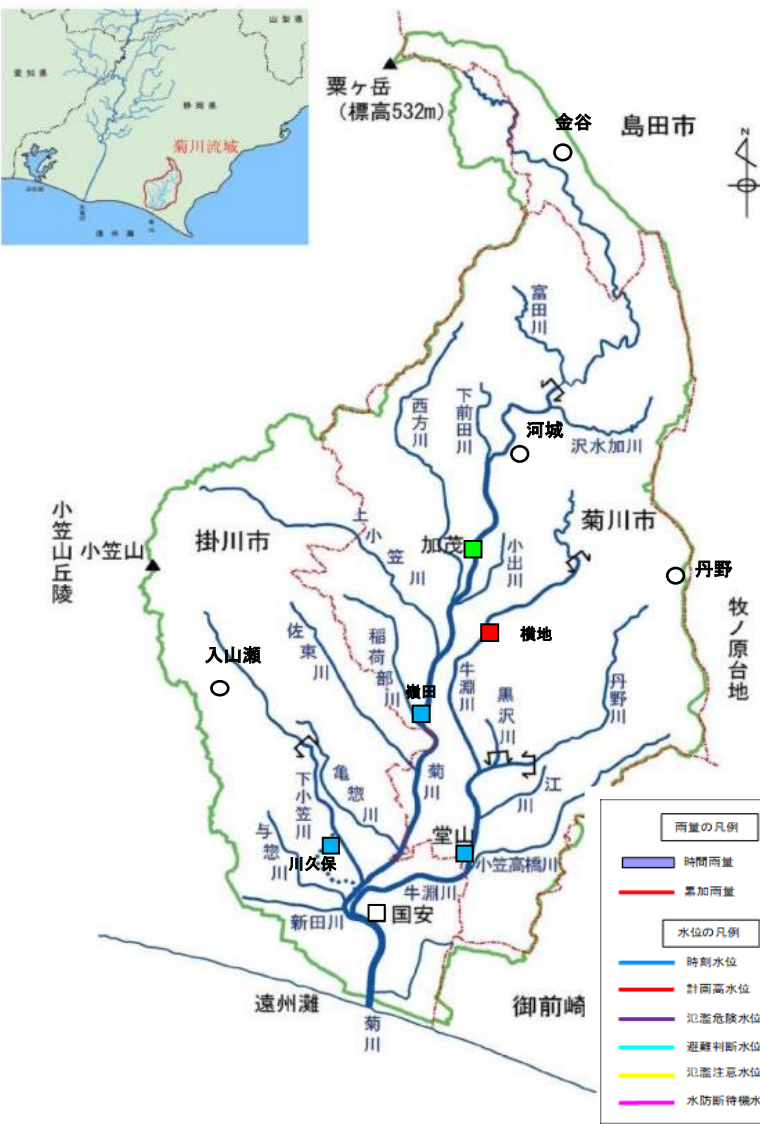 山梨県
愛知県
静岡県
菊川流域
遠州灘
粟ヶ岳
(標高532m)
金谷
島田市
N
富田川
西方川
下前田川
河城
沢水加川
小笠山丘陵
小笠山
掛川市
上小笠川
加茂
小出川
菊川市
丹野
牧ノ原台地
横地
入山瀬
佐東川
稲荷部川
嶺田
牛淵川
黒沢川
丹野川
菊川
江川
下小笠川
亀惣川
与惣川
川久保
堂山
小笠高橋川
牛淵川
新田川
国安
遠州灘
菊川
御前崎
雨量の凡例
時間雨量
累加雨量
水位の凡例
時刻水位
計画高水位
氾濫危険水位
避難判断水位
氾濫注意水位
水防団待機水